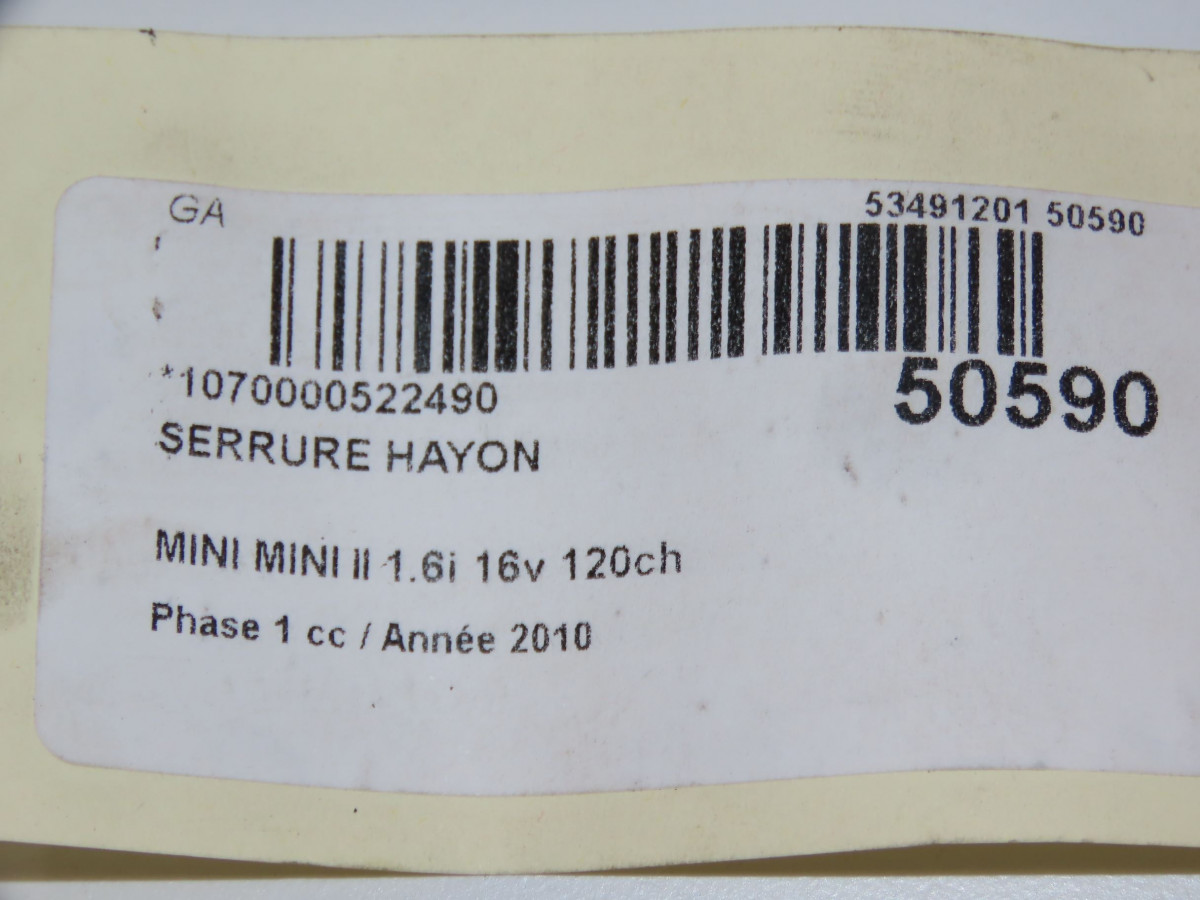 GA
53491201 50590
*1070000522490
50590
SERRURE HAYON
MINI MINI II 1.6i 16v 120ch
Phase 1 cc / Année 2010